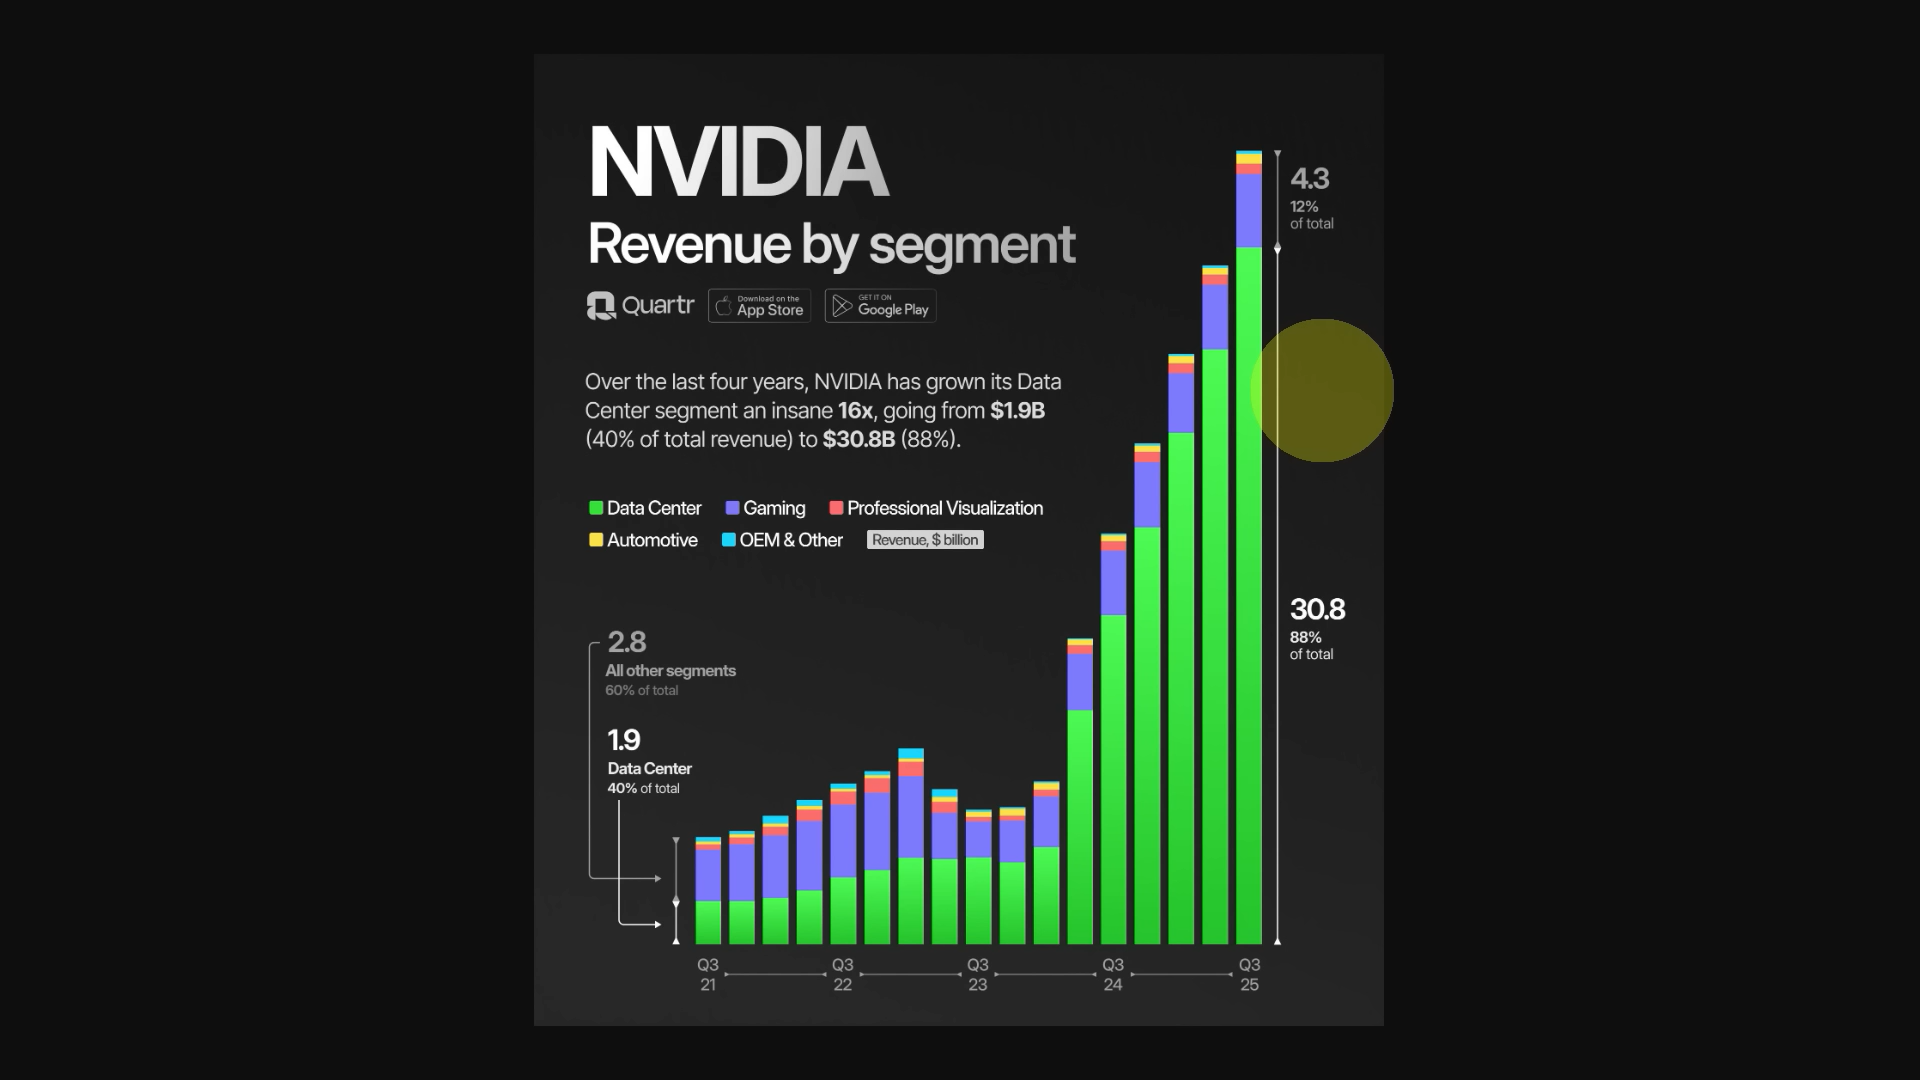 NVIDIA
Revenue by segment
Quartr
Download on the
App Store
GET IT ON
Google Play
Over the last four years, NVIDIA has grown its Data
Center segment an insane 16x, going from $1.9B
(40% of total revenue) to $30.8B (88%).
Data Center
Gaming
Professional Visualization
Automotive
OEM & Other
Revenue, $ billion
4.3
12%
of total
30.8
88%
of total
2.8
All other segments
60% of total
1.9
Data Center
40% of total
Q3
21
Q3
22
Q3
23
Q3
24
Q3
25